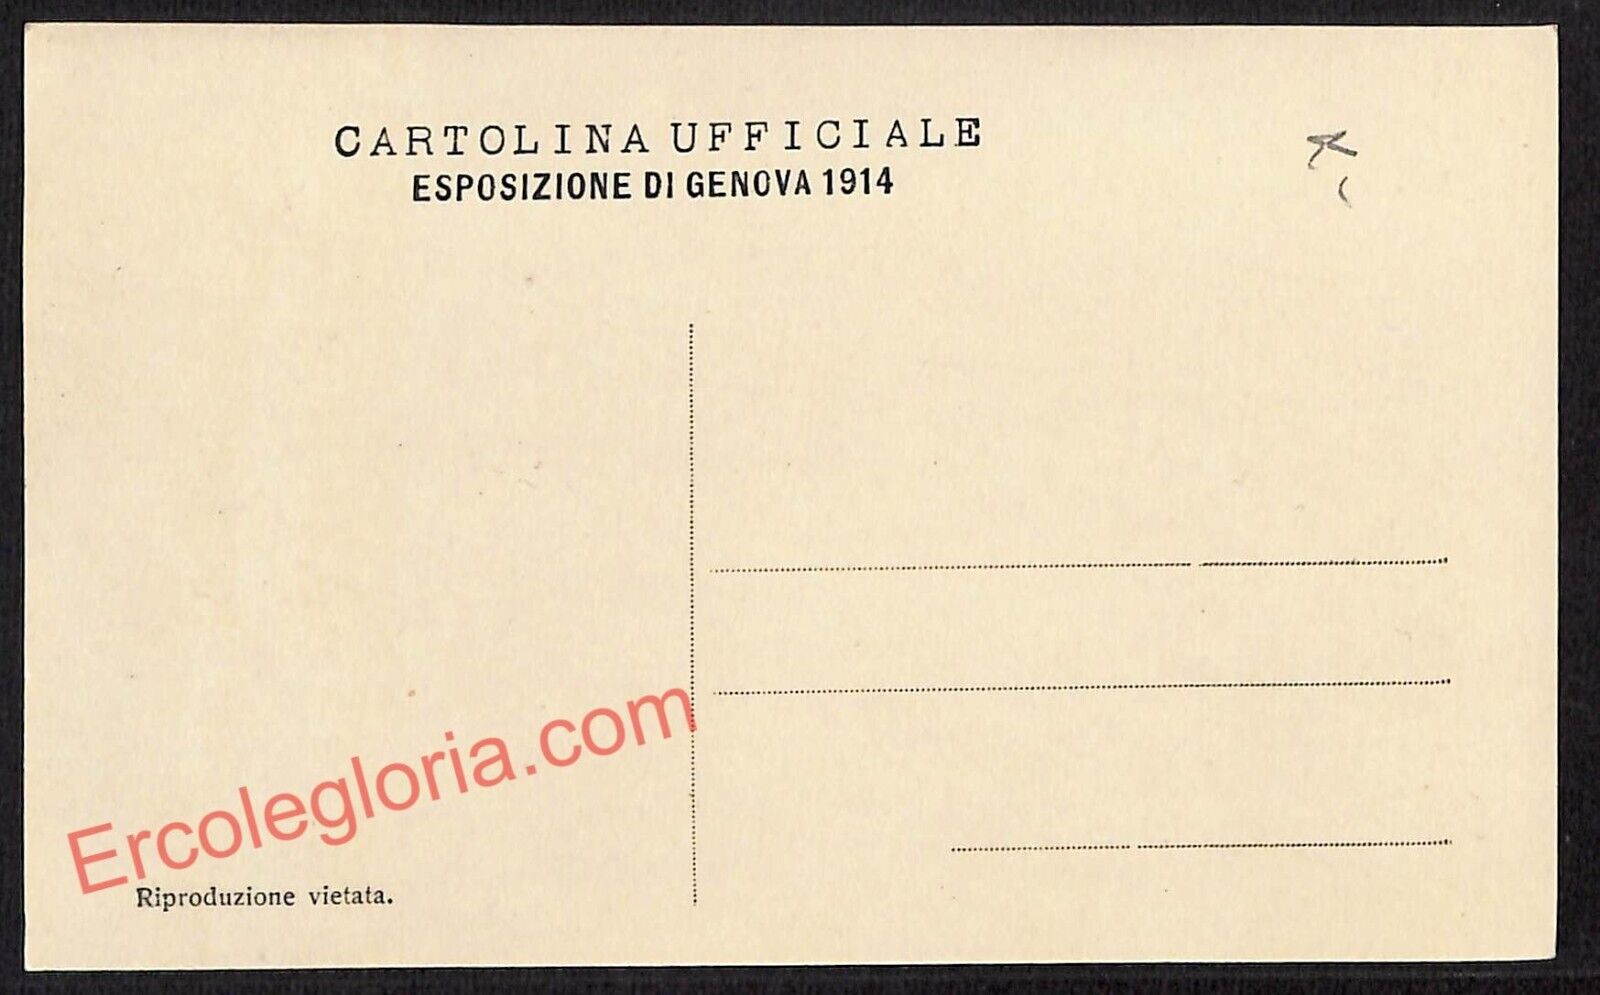 CARTOLINA UFFICIALE
ESPOSIZIONE DI GENOVA 1914
Ercolegloria.com
Riproduzione vietata.